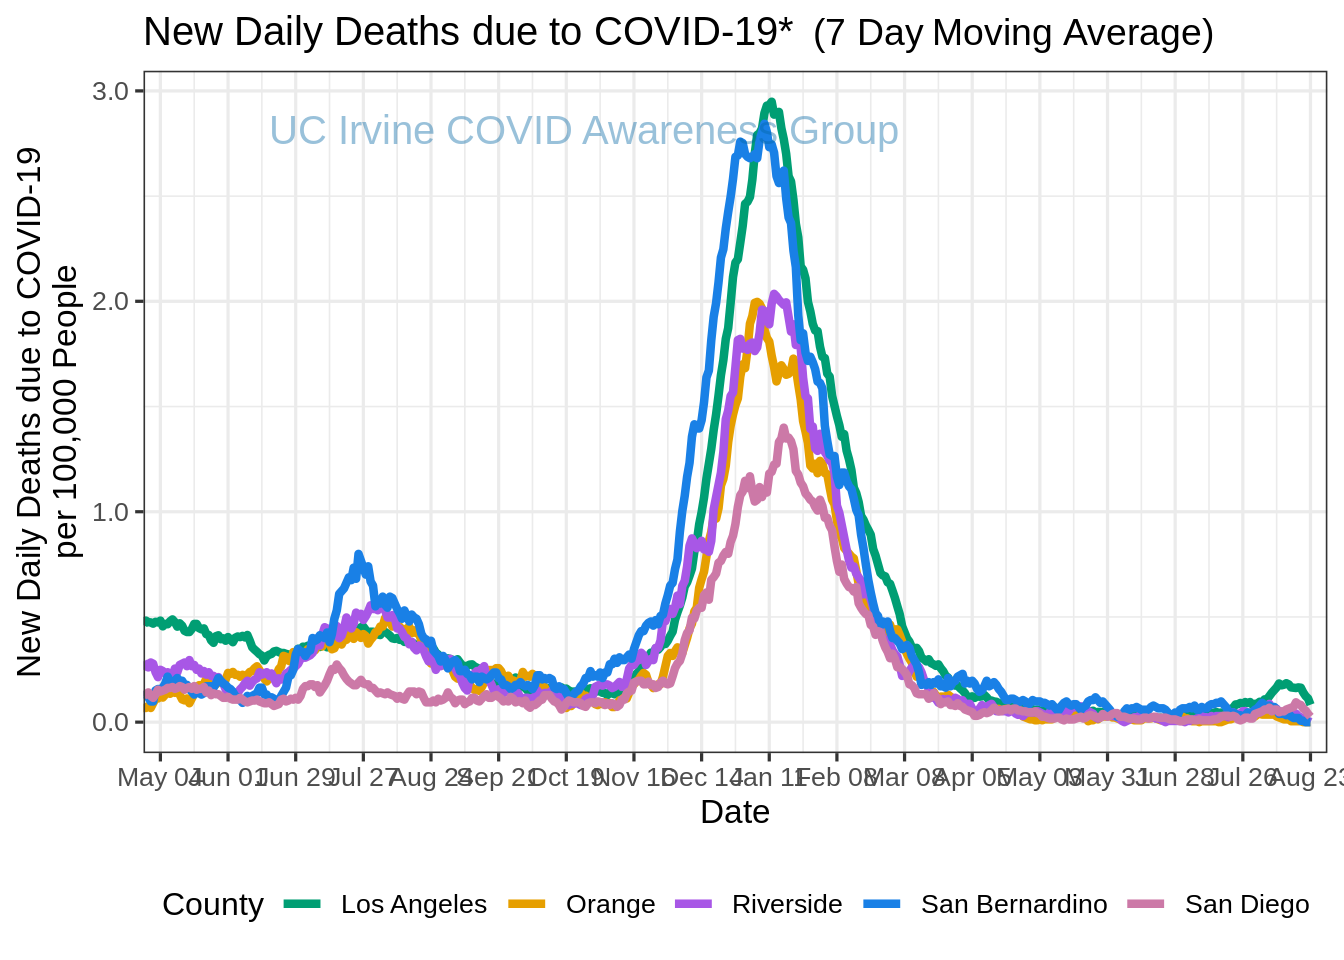 New Daily Deaths due to COVID-19* (7 Day Moving Average)
UC Irvine COVID Awareness Group
New Daily Deaths due to COVID-19
per 100,000 People
3.0
2.0
1.0
0.0
May 04 Jun 01 Jun 29 Jul 27 Aug 24 Sep 21 Oct 19 Nov 16 Dec 14 Jan 11 Feb 08 Mar 08 Apr 05 May 03 May 31 Jun 28 Jul 26 Aug 23
Date
County Los Angeles Orange Riverside San Bernardino San Diego